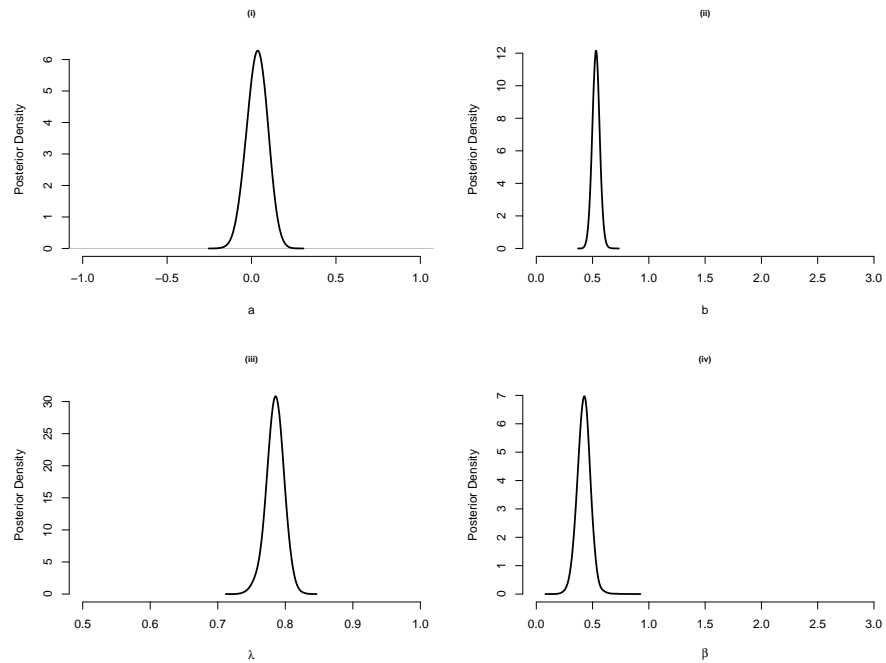 (i)
Posterior Density
0 1 2 3 4 5 6
−1.0 −0.5 0.0 0.5 1.0
a
(ii)
Posterior Density
0 2 4 6 8 10 12
0.0 0.5 1.0 1.5 2.0 2.5 3.0
b
(iii)
Posterior Density
0 5 10 15 20 25 30
0.5 0.6 0.7 0.8 0.9 1.0
λ
(iv)
Posterior Density
0 1 2 3 4 5 6 7
0.0 0.5 1.0 1.5 2.0 2.5 3.0
β